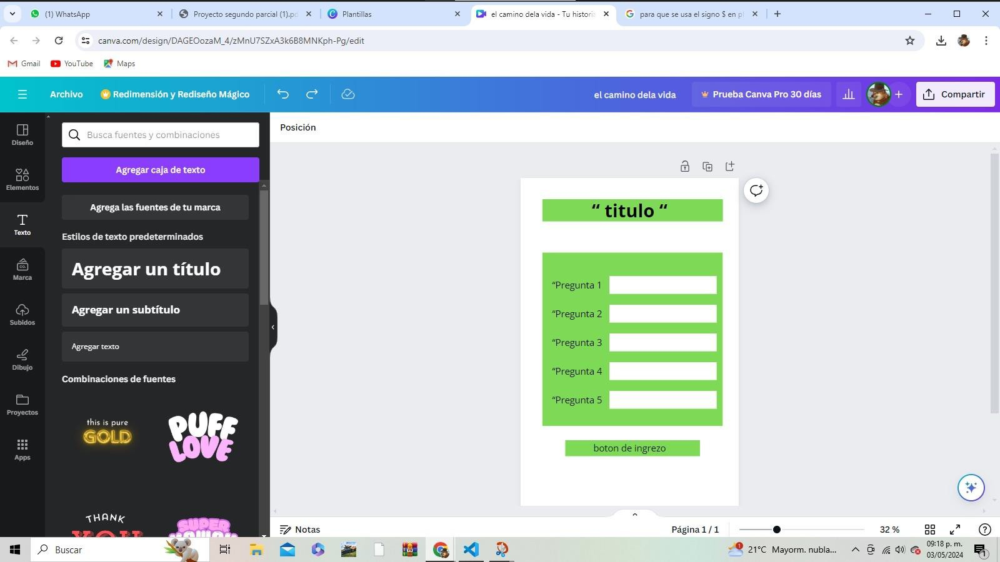 (1) WhatsApp
Proyecto segundo parcial (1).pd
Plantillas
el camino dela vida - Tu historia
para que se usa el signo $ en p
canva.com/design/DAGEOozaM_4/zMnU7SZxA3k6B8MNKph-Pg/edit
Gmail
YouTube
Maps
Archivo
Redimensión y Rediseño Mágico
el camino dela vida
Prueba Canva Pro 30 días
Compartir
Diseño
Elementos
Texto
Marca
Subidos
Dibujo
Proyectos
Apps
Busca fuentes y combinaciones
Agregar caja de texto
Agrega las fuentes de tu marca
Estilos de texto predeterminados
Agregar un título
Agregar un subtítulo
Agregar texto
Combinaciones de fuentes
this is pure
GOLD
PUFF
LOVE
THANK
YOU
SUPER
Posición
“ titulo “
“Pregunta 1
“Pregunta 2
“Pregunta 3
“Pregunta 4
“Pregunta 5
boton de ingrezo
Notas
Página 1 / 1
32 %
Buscar
21°C Mayorm. nubla...
09:18 p. m.
03/05/2024